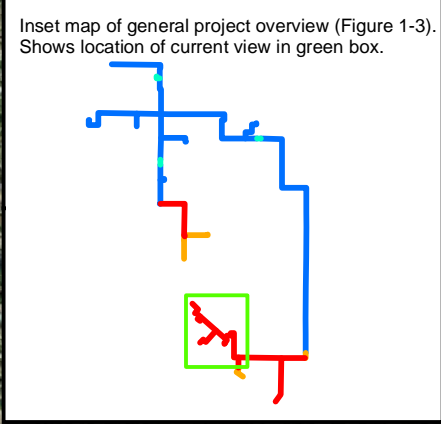 Inset map of general project overview (Figure 1-3).
Shows location of current view in green box.